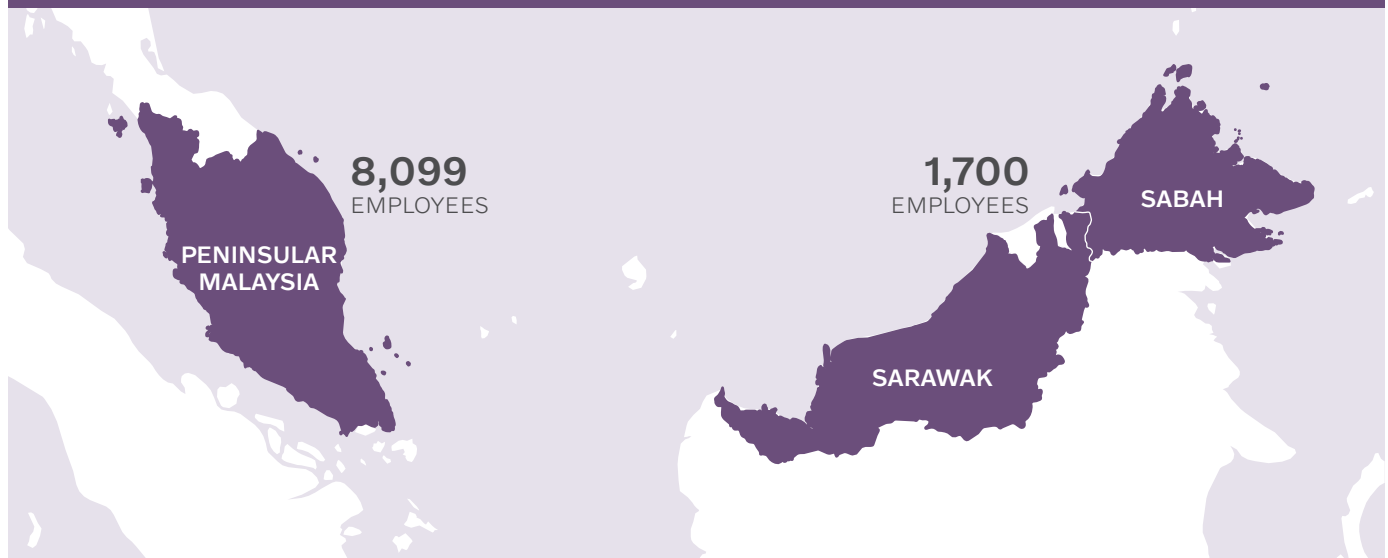 8,099
EMPLOYEES
PENINSULAR
MALAYSIA
1,700
EMPLOYEES
SABAH
SARAWAK